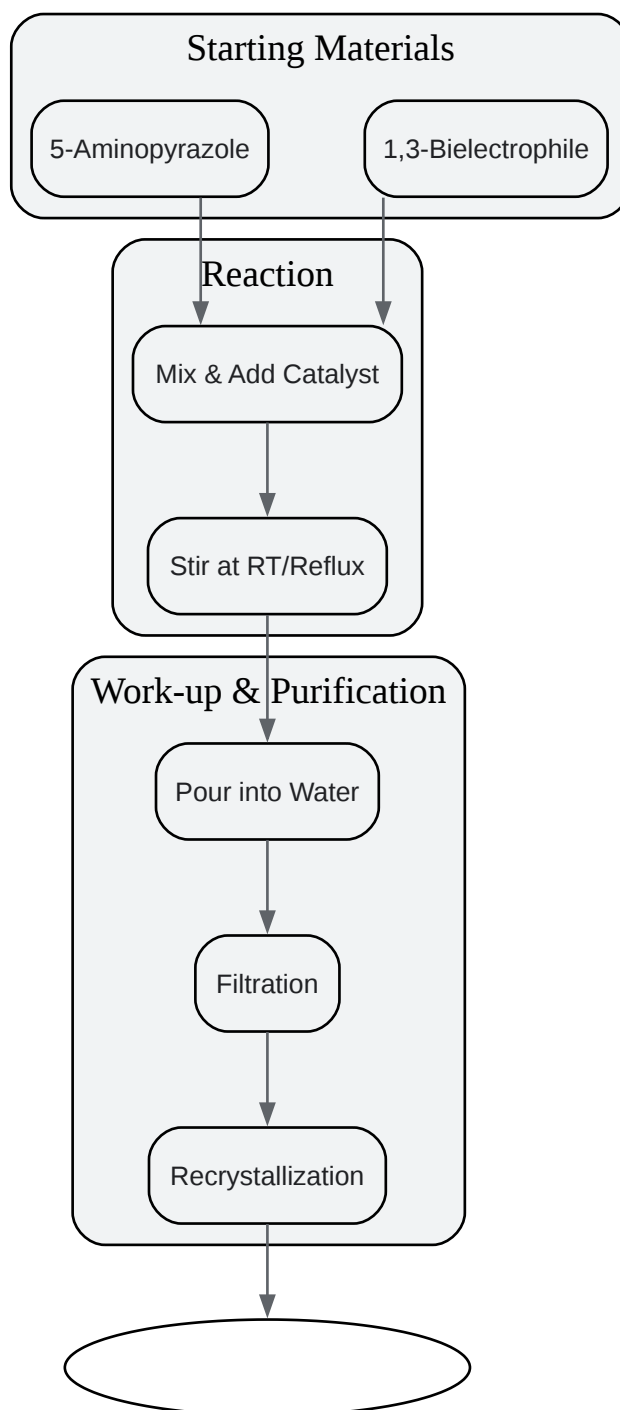 Starting Materials
5-Aminopyrazole
1,3-Bielectrophile
Reaction
Mix & Add Catalyst
Stir at RT/Reflux
Work-up & Purification
Pour into Water
Filtration
Recrystallization